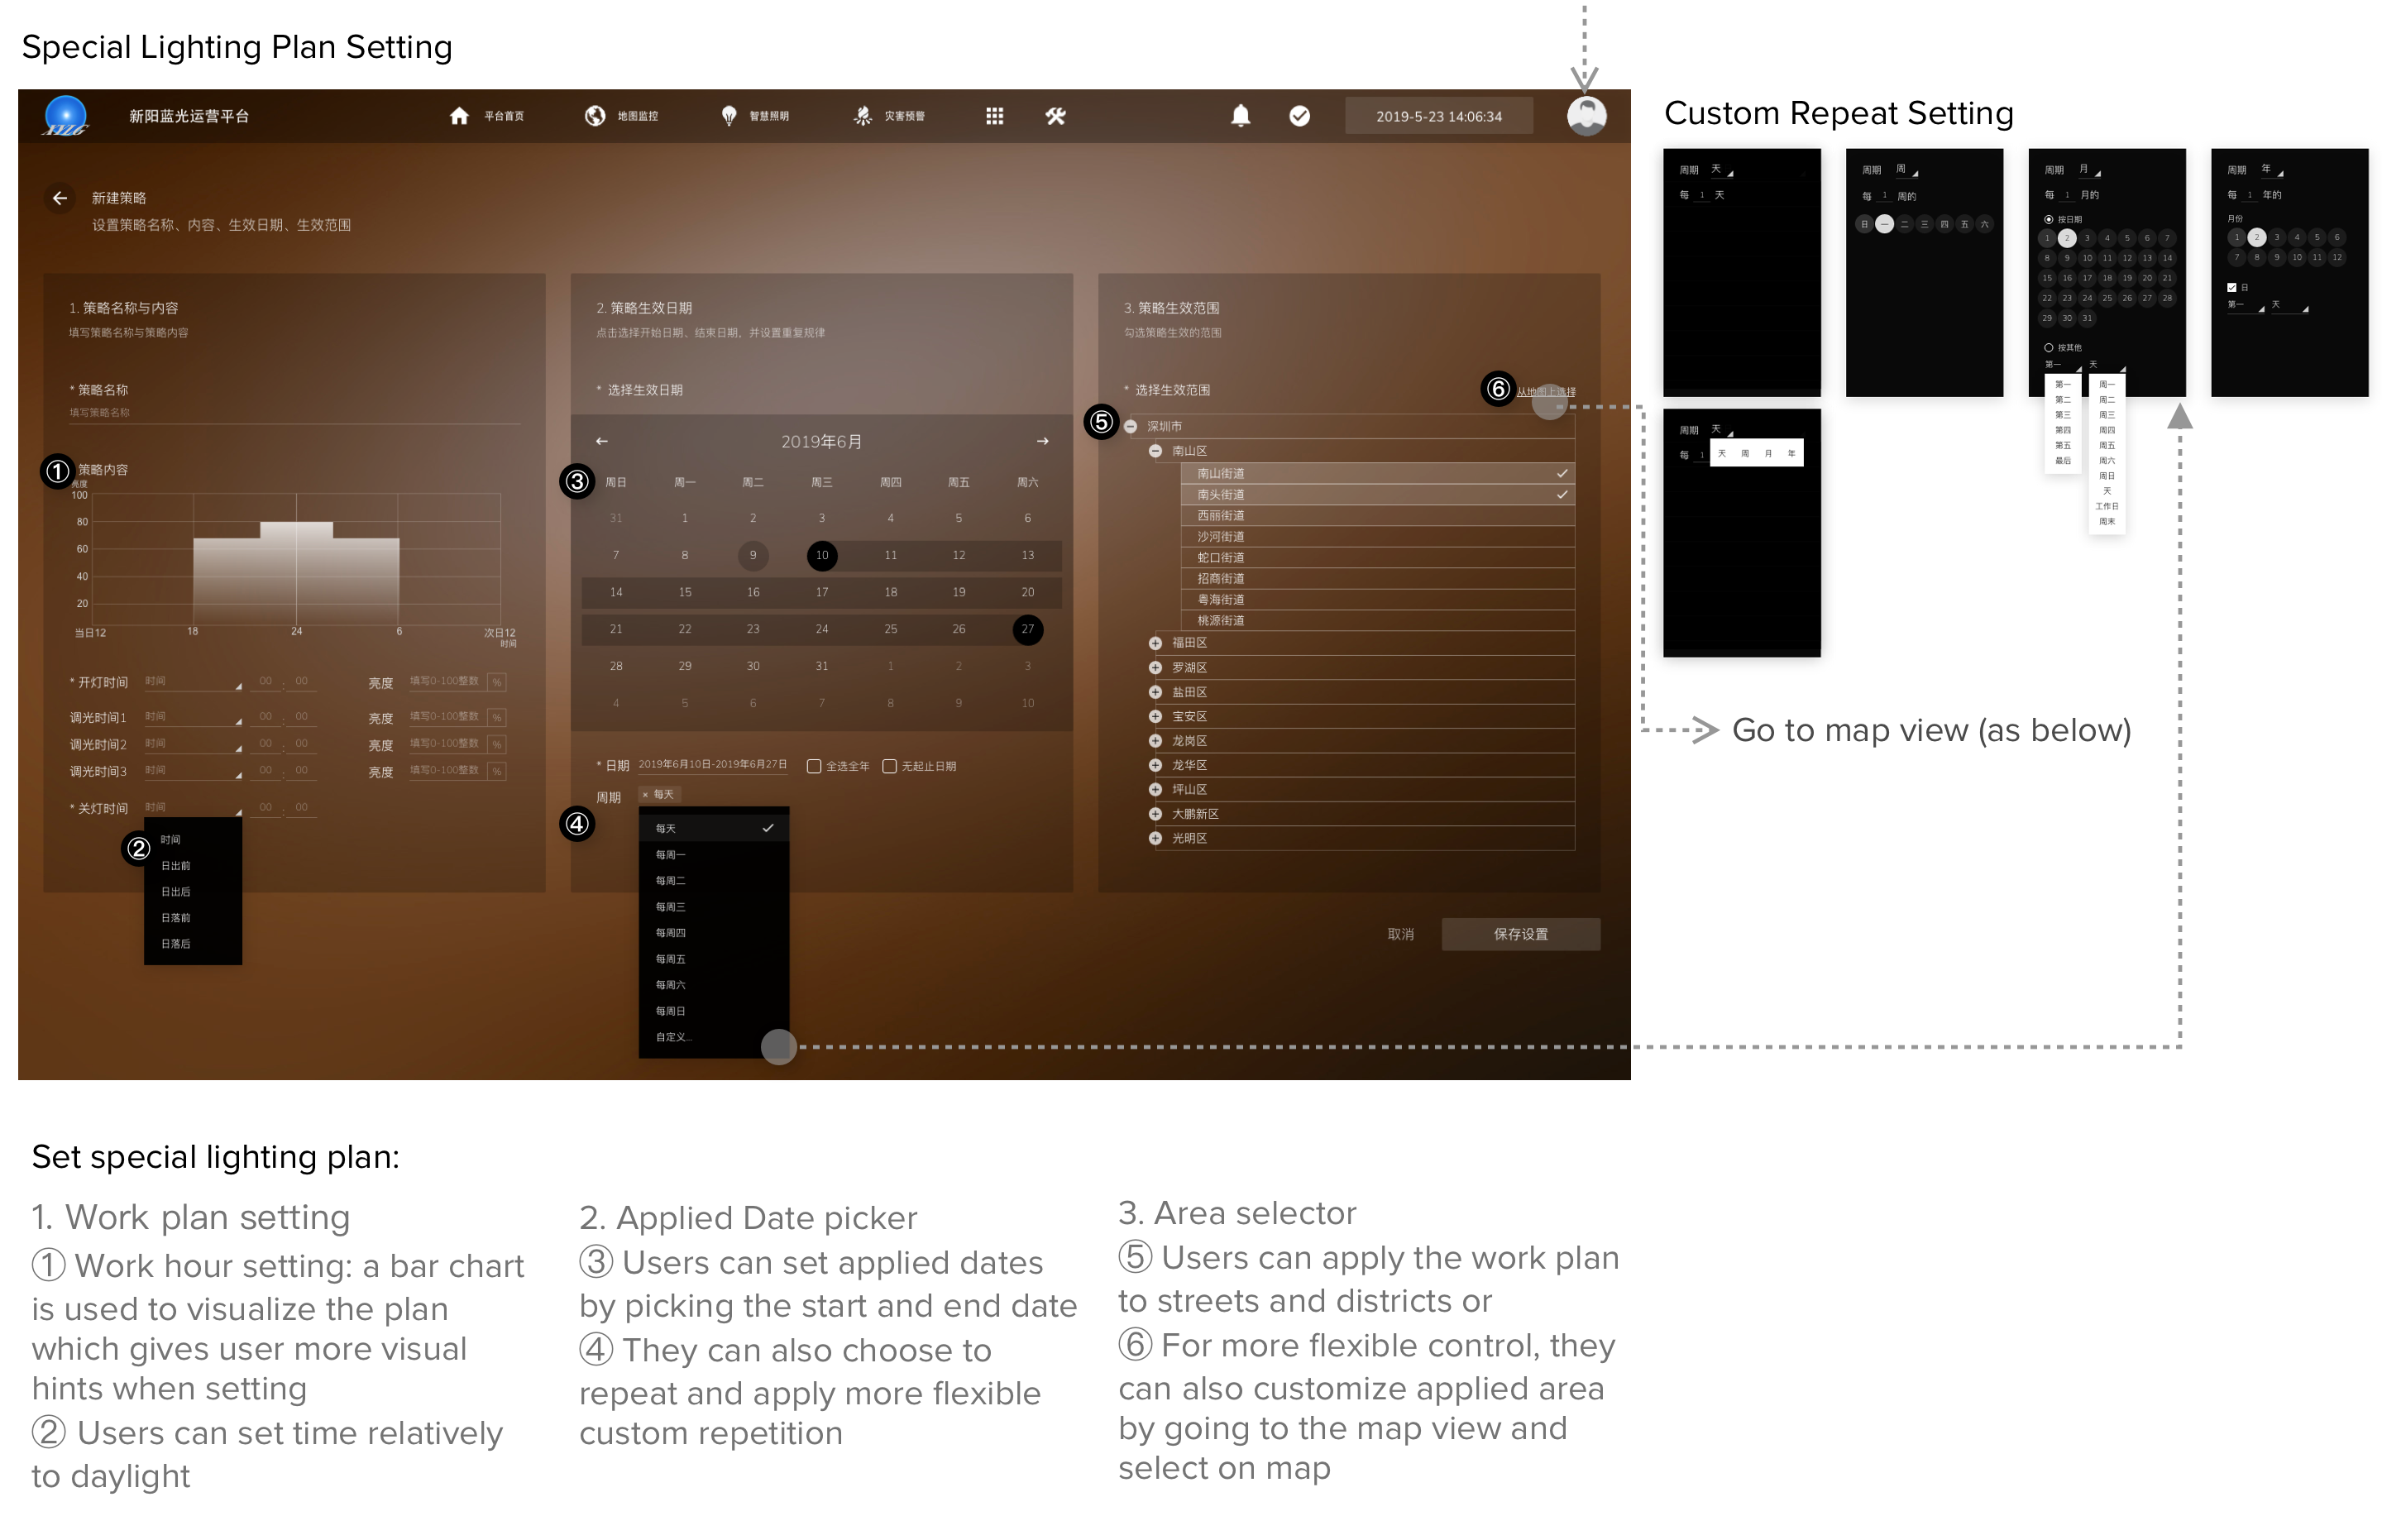 Special Lighting Plan Setting
新阳蓝光运营平台
平台首页
地图监控
智慧照明
灾害预警
2019-5-23 14:06:34
新建策略
设置策略名称、内容、生效日期、生效范围
1. 策略名称与内容
填写策略名称与策略内容
* 策略名称
填写策略名称
① 策略内容
亮度
100
80
60
40
20
当日12 18 24 6 次日12
时间
* 开灯时间 时间 00 : 00 亮度 填写0-100整数 %
调光时间1 时间 00 : 00 亮度 填写0-100整数 %
调光时间2 时间 00 : 00 亮度 填写0-100整数 %
调光时间3 时间 00 : 00 亮度 填写0-100整数 %
* 关灯时间 时间 00 : 00
② 时间
日出前
日出后
日落前
日落后
2. 策略生效日期
点击选择开始日期、结束日期，并设置重复规律
* 选择生效日期
2019年6月
③ 周日 周一 周二 周三 周四 周五 周六
31 1 2 3 4 5 6
7 8 9 10 11 12 13
14 15 16 17 18 19 20
21 22 23 24 25 26 27
28 29 30 31 1 2 3
4 5 6 7 8 9 10
* 日期 2019年6月10日-2019年6月27日 全选全年 无起止日期
周期 × 每天
④ 每天
每周一
每周二
每周三
每周四
每周五
每周六
每周日
自定义...
3. 策略生效范围
勾选策略生效的范围
* 选择生效范围
⑥ 从地图上选择
⑤ 深圳市
南山区
南山街道
南头街道
西丽街道
沙河街道
蛇口街道
招商街道
粤海街道
桃源街道
福田区
罗湖区
盐田区
宝安区
龙岗区
龙华区
坪山区
大鹏新区
光明区
取消
保存设置
Custom Repeat Setting
周期 天
每 1 天
周期 周
每 1 周的
日 一 二 三 四 五 六
周期 月
每 1 月的
按日期
1 2 3 4 5 6 7
8 9 10 11 12 13 14
15 16 17 18 19 20 21
22 23 24 25 26 27 28
29 30 31
按其他
第一 天
第一
第二
第三
第四
第五
最后
周一
周二
周三
周四
周五
周六
周日
天
工作日
周末
周期 年
每 1 年的
月份
1 2 3 4 5 6
7 8 9 10 11 12
日
第一 天
周期 天
每 1
天 周 月 年
Go to map view (as below)
Set special lighting plan:
1. Work plan setting
① Work hour setting: a bar chart
is used to visualize the plan
which gives user more visual
hints when setting
② Users can set time relatively
to daylight
2. Applied Date picker
③ Users can set applied dates
by picking the start and end date
④ They can also choose to
repeat and apply more flexible
custom repetition
3. Area selector
⑤ Users can apply the work plan
to streets and districts or
⑥ For more flexible control, they
can also customize applied area
by going to the map view and
select on map